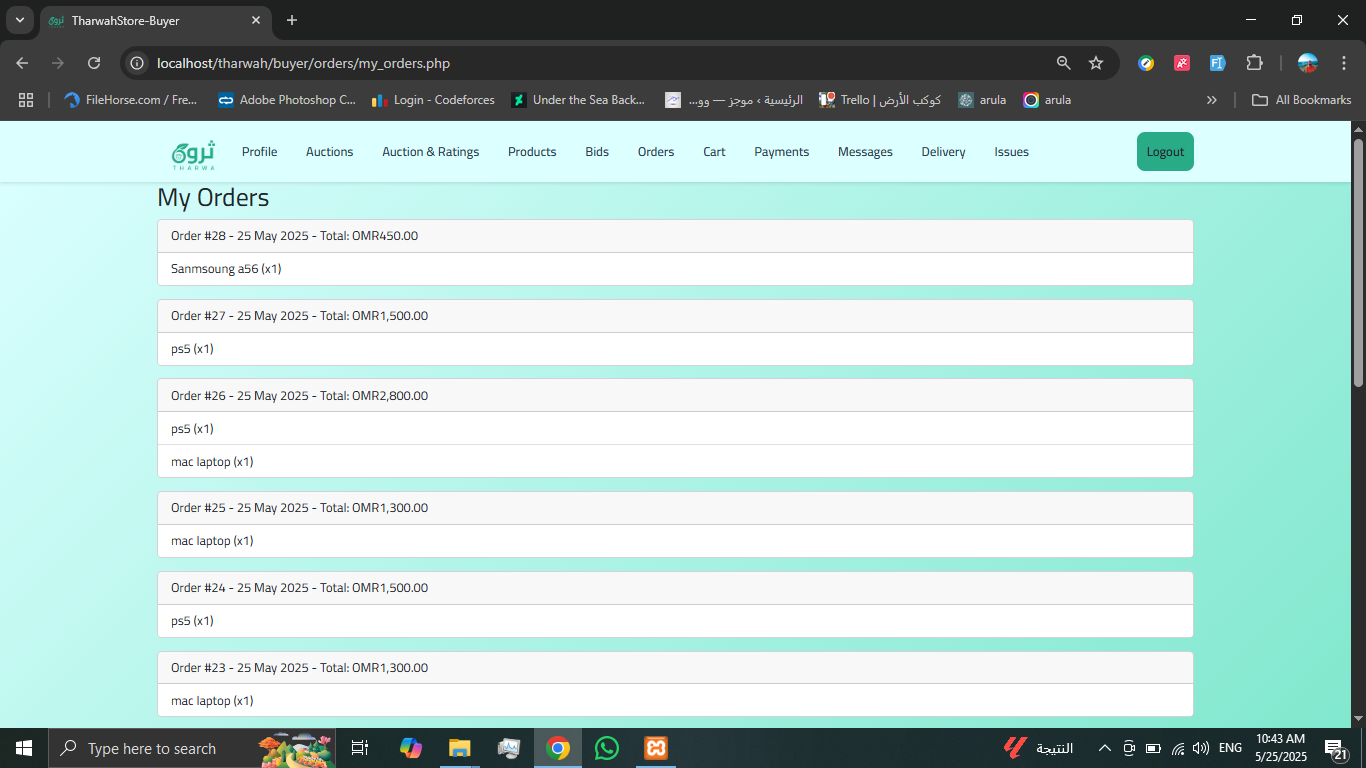 TharwahStore-Buyer
localhost/tharwah/buyer/orders/my_orders.php
FileHorse.com / Fre...
Adobe Photoshop C...
Login - Codeforces
Under the Sea Back...
الرئيسية › موجز — وو...
Trello | كوكب الأرض
arula
arula
All Bookmarks
ثروة
THARWA
Profile
Auctions
Auction & Ratings
Products
Bids
Orders
Cart
Payments
Messages
Delivery
Issues
Logout
My Orders
Order #28 - 25 May 2025 - Total: OMR450.00
Sanmsoung a56 (x1)
Order #27 - 25 May 2025 - Total: OMR1,500.00
ps5 (x1)
Order #26 - 25 May 2025 - Total: OMR2,800.00
ps5 (x1)
mac laptop (x1)
Order #25 - 25 May 2025 - Total: OMR1,300.00
mac laptop (x1)
Order #24 - 25 May 2025 - Total: OMR1,500.00
ps5 (x1)
Order #23 - 25 May 2025 - Total: OMR1,300.00
mac laptop (x1)
Type here to search
النتيجة
ENG
10:43 AM
5/25/2025
21